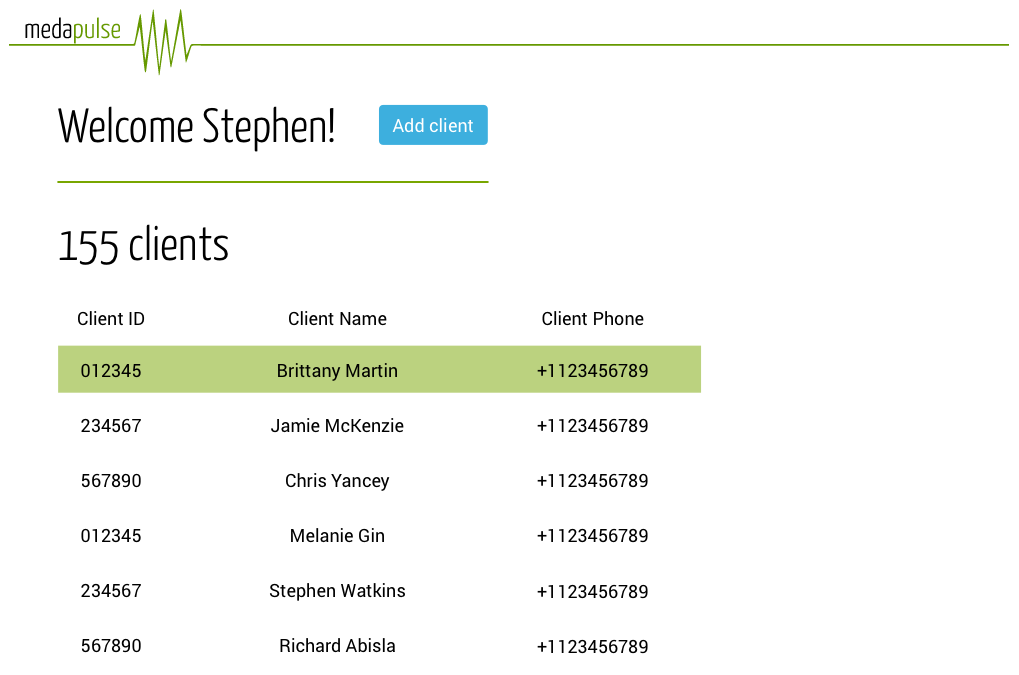 medapulse
Welcome Stephen!
Add client
155 clients
Client ID Client Name Client Phone
012345 Brittany Martin +1123456789
234567 Jamie McKenzie +1123456789
567890 Chris Yancey +1123456789
012345 Melanie Gin +1123456789
234567 Stephen Watkins +1123456789
567890 Richard Abisla +1123456789